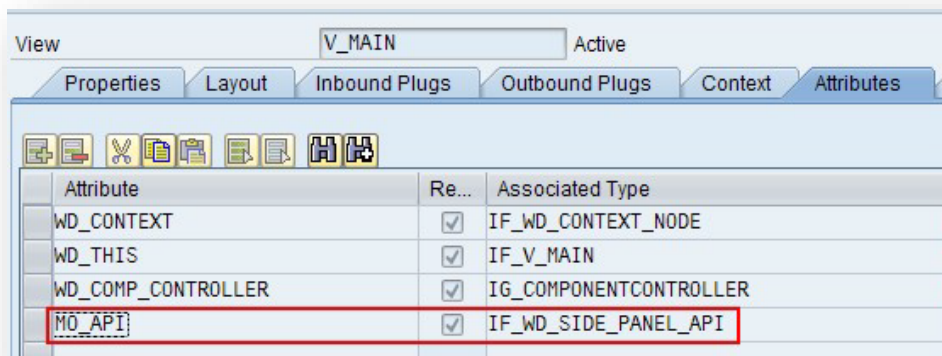 View V_MAIN Active
Properties Layout Inbound Plugs Outbound Plugs Context Attributes
Attribute Re... Associated Type
WD_CONTEXT IF_WD_CONTEXT_NODE
WD_THIS IF_V_MAIN
WD_COMP_CONTROLLER IG_COMPONENTCONTROLLER
MO_API IF_WD_SIDE_PANEL_API